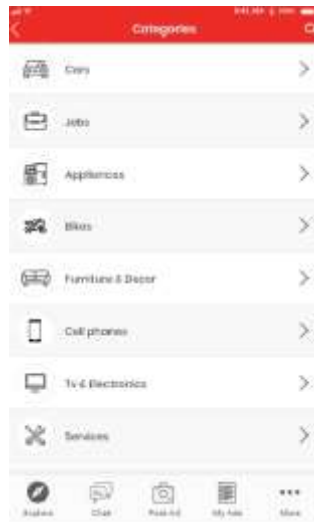 Categories
Cars
Jobs
Appliances
Bikes
Furniture & Decor
Cell phones
Tv & Electronics
Services
Explore
Chat
Post Ad
My Ads
More